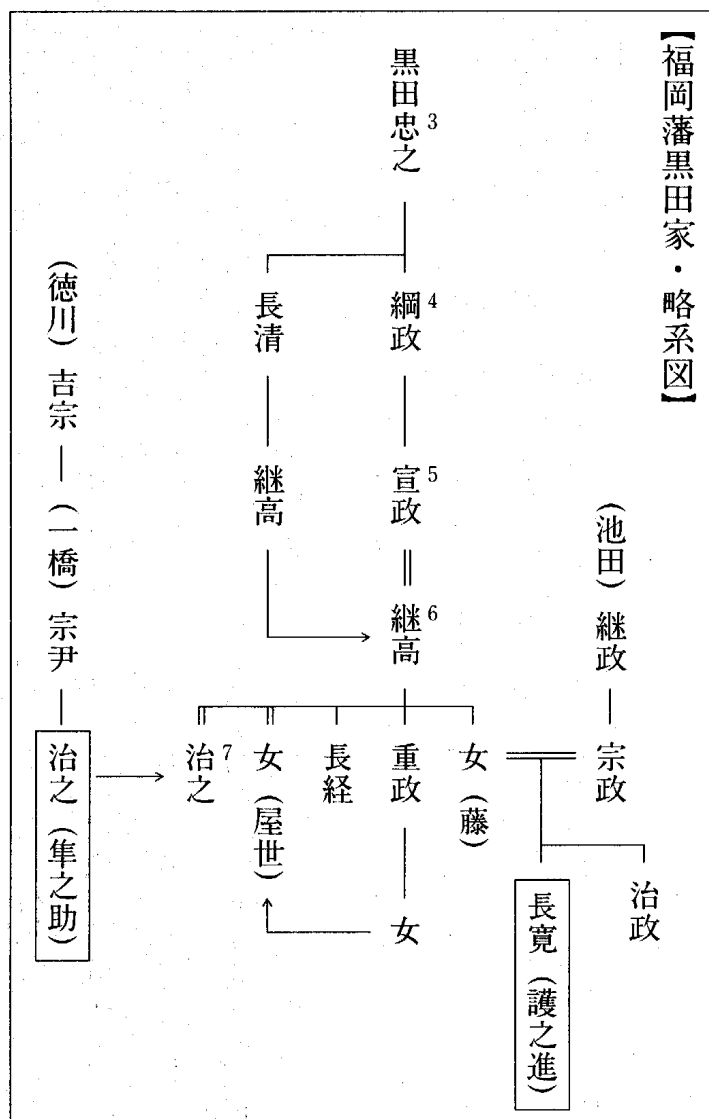 【福岡藩黒田家・略系図】
(池田)継政
宗政
治政
長寛(護之進)
黒田忠之3
綱政4
宣政5
継高6
女(藤)
重政
女
長経
女(屋世)
治之7
長清
継高
(徳川)吉宗
(一橋)宗尹
治之(隼之助)